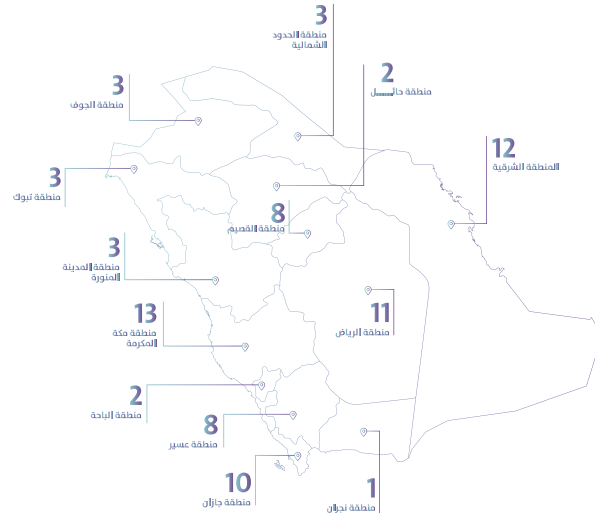 3
منطقة الحدود
الشمالية
2
منطقة حائـــــل
3
منطقة الجوف
12
المنطقة الشرقية
3
منطقة تبوك
8
منطقة القصيم
3
منطقة المدينة
المنورة
11
منطقة الرياض
13
منطقة مكة
المكرمة
2
منطقة الباحة
8
منطقة عسير
10
منطقة جازان
1
منطقة نجران